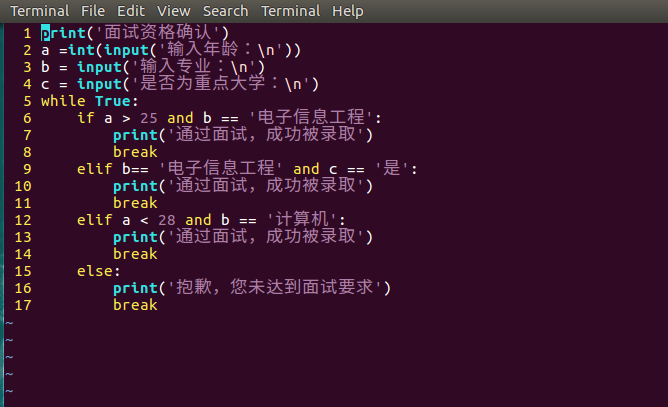 Terminal File Edit View Search Terminal Help
1 print('面试资格确认')
2 a =int(input('输入年龄：\n'))
3 b = input('输入专业：\n')
4 c = input('是否为重点大学：\n')
5 while True:
6     if a > 25 and b == '电子信息工程':
7         print('通过面试，成功被录取')
8         break
9     elif b== '电子信息工程' and c == '是':
10         print('通过面试，成功被录取')
11         break
12     elif a < 28 and b == '计算机':
13         print('通过面试，成功被录取')
14         break
15     else:
16         print('抱歉，您未达到面试要求')
17         break
~
~
~
~
~